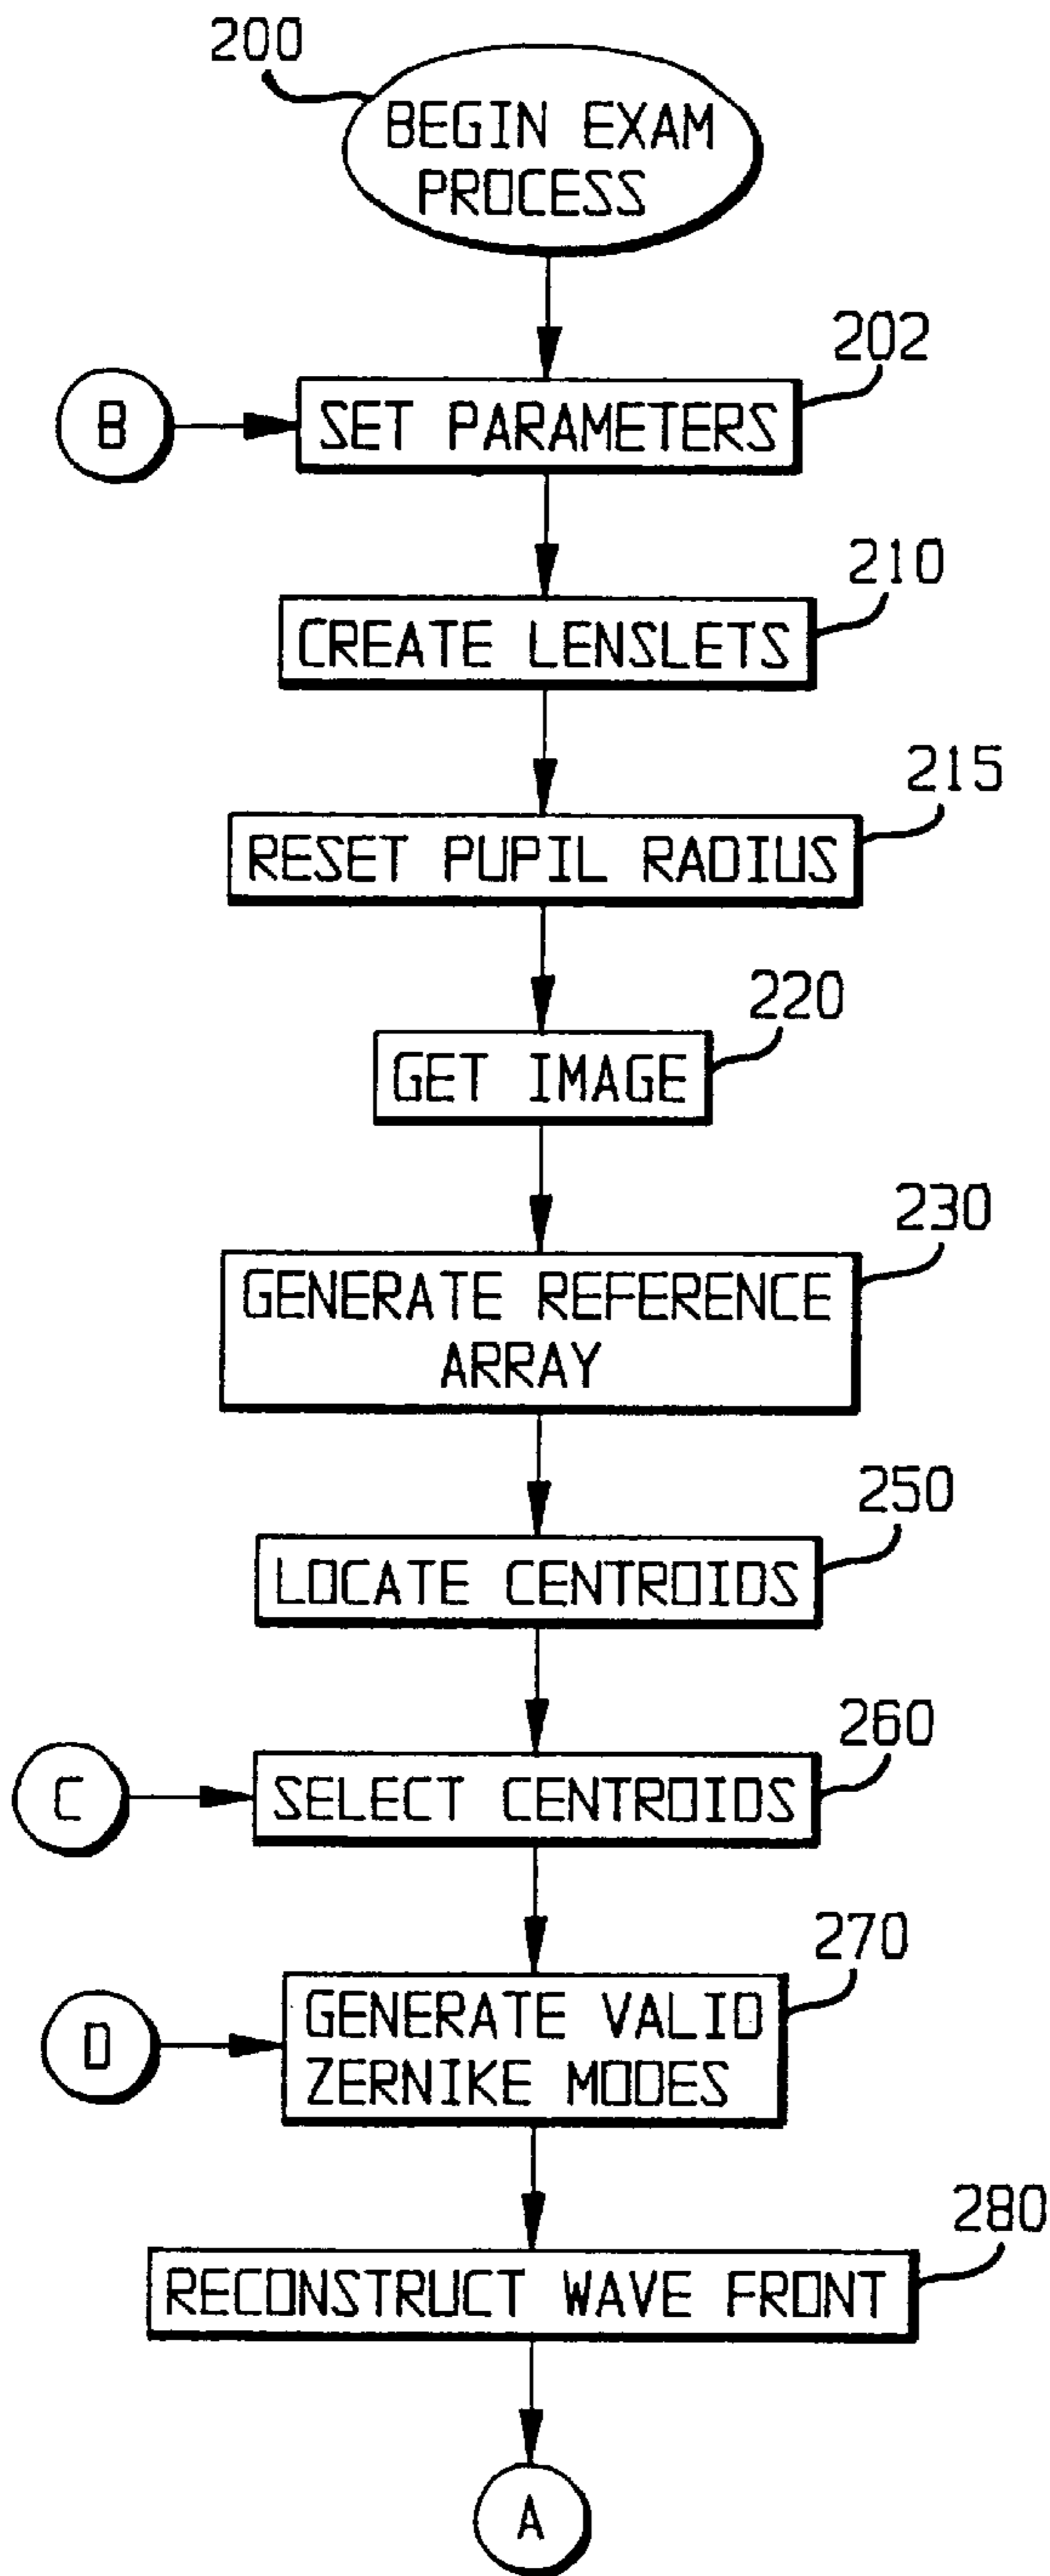 200
BEGIN EXAM
PROCESS
202
B
SET PARAMETERS
210
CREATE LENSLETS
215
RESET PUPIL RADIUS
220
GET IMAGE
230
GENERATE REFERENCE
ARRAY
250
LOCATE CENTROIDS
260
C
SELECT CENTROIDS
270
GENERATE VALID
D
ZERNIKE MODES
280
RECONSTRUCT WAVE FRONT
A